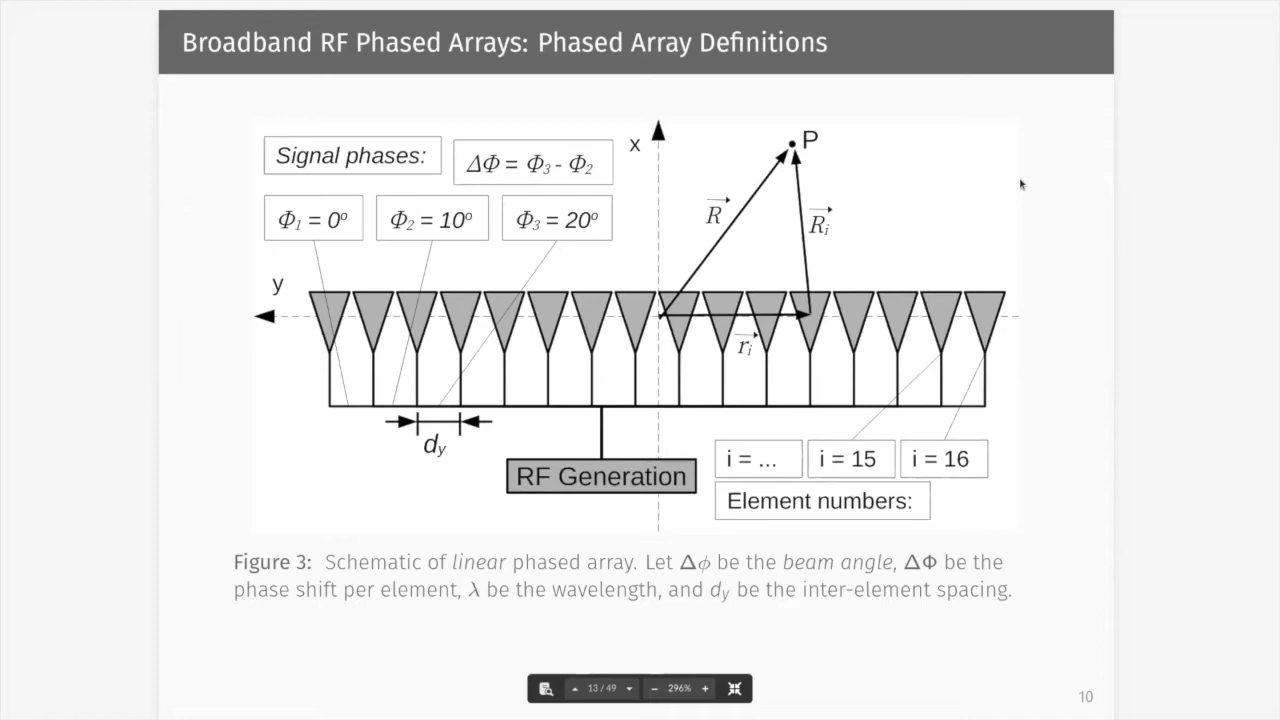 Broadband RF Phased Arrays: Phased Array Definitions
Signal phases:
ΔΦ = Φ3 - Φ2
x
P
Φ1 = 0º
Φ2 = 10º
Φ3 = 20º
R
Ri
y
ri
dy
RF Generation
i = ...
i = 15
i = 16
Element numbers:
Figure 3: Schematic of linear phased array. Let Δϕ be the beam angle, ΔΦ be the
phase shift per element, λ be the wavelength, and dy be the inter-element spacing.
13 / 49
296%
10